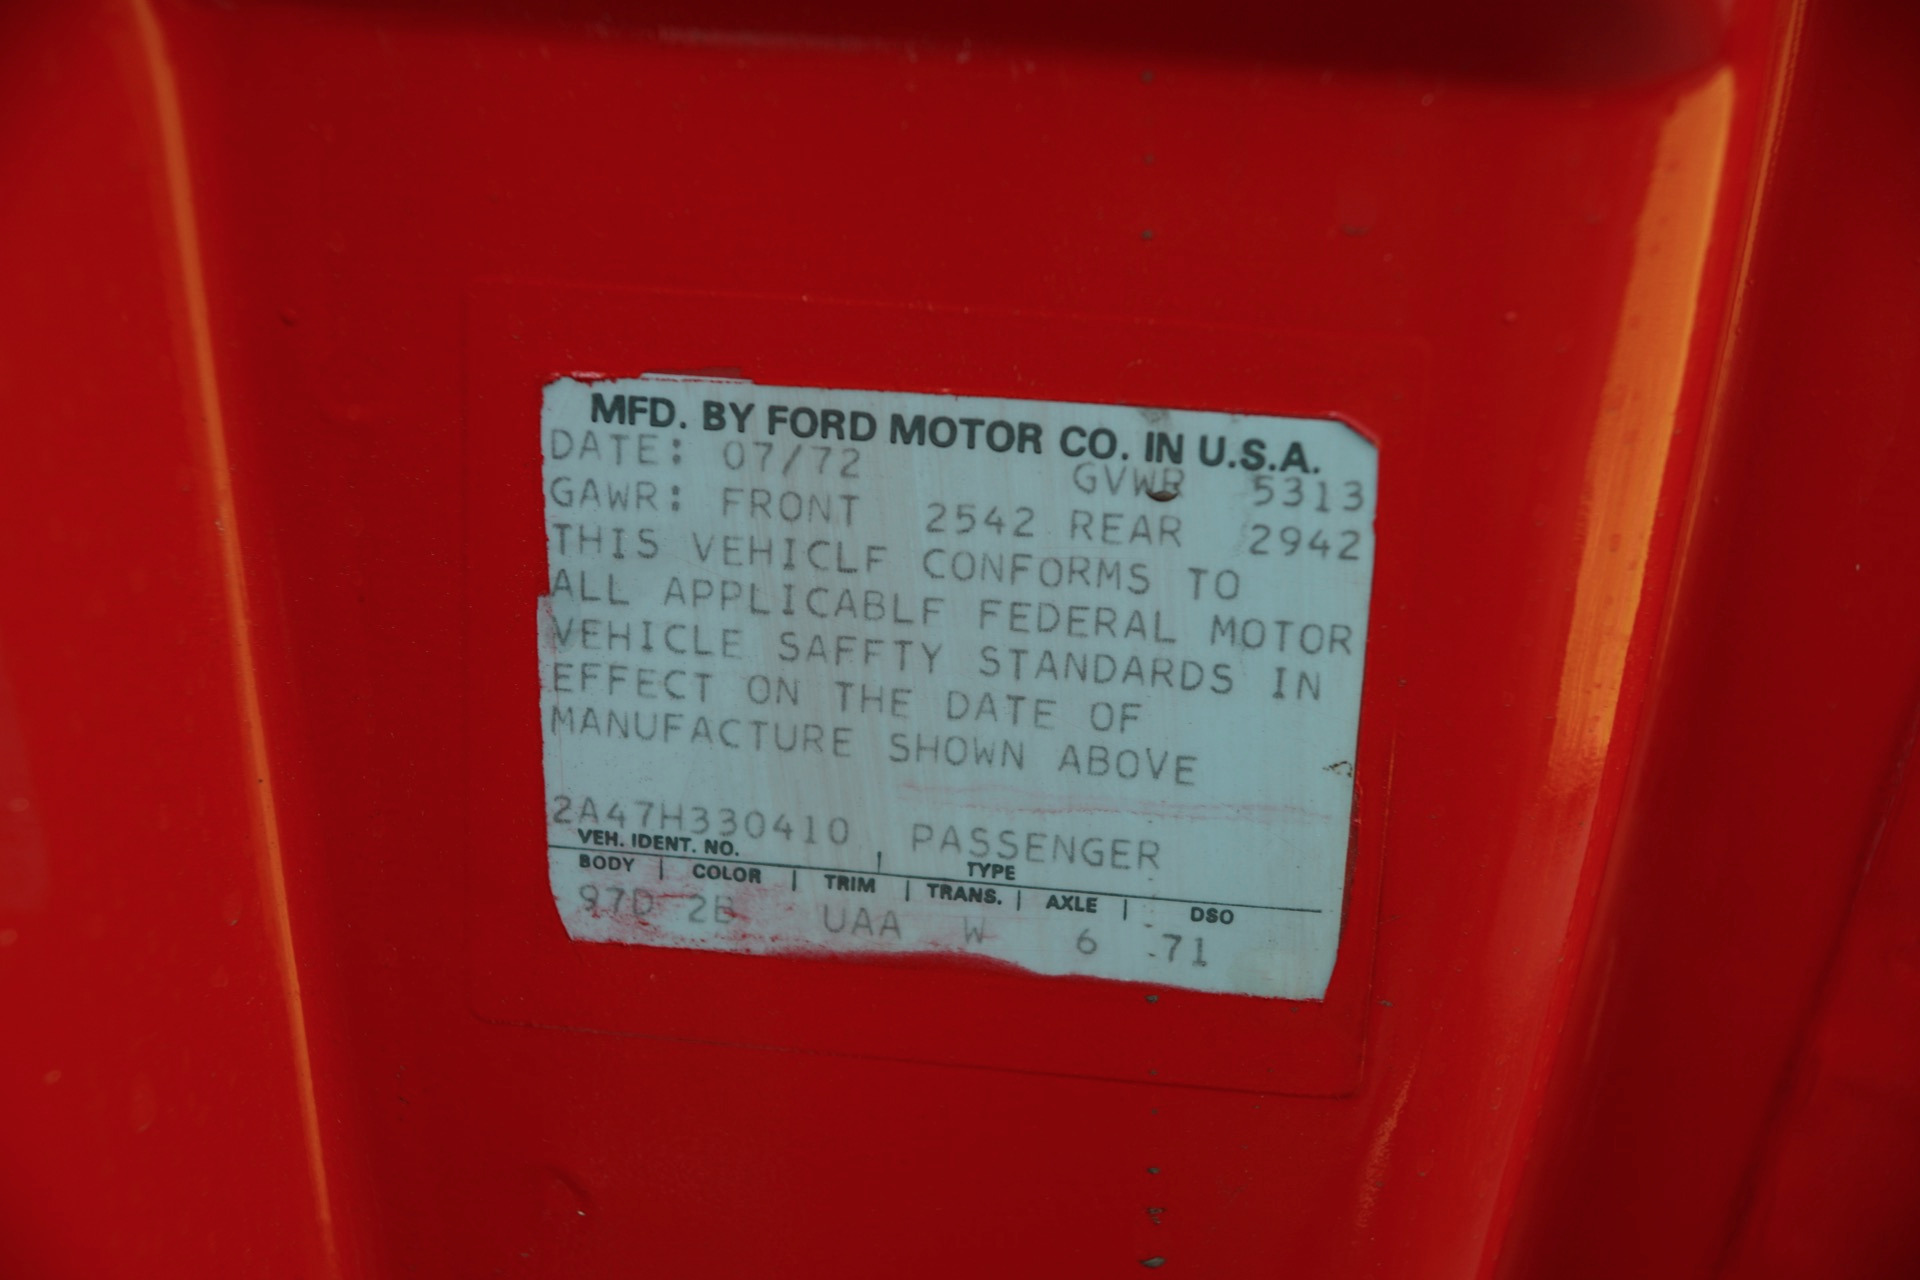 MFD. BY FORD MOTOR CO. IN U.S.A.
DATE: 07/72 GVWR 5313
GAWR: FRONT 2542 REAR 2942
THIS VEHICLF CONFORMS TO
ALL APPLICABLF FEDERAL MOTOR
VEHICLE SAFFTY STANDARDS IN
EFFECT ON THE DATE OF
MANUFACTURE SHOWN ABOVE
2A47H330410 PASSENGER
VEH. IDENT. NO. TYPE
BODY | COLOR | TRIM | TRANS. | AXLE | DSO
97D 2B UAA W 6 71